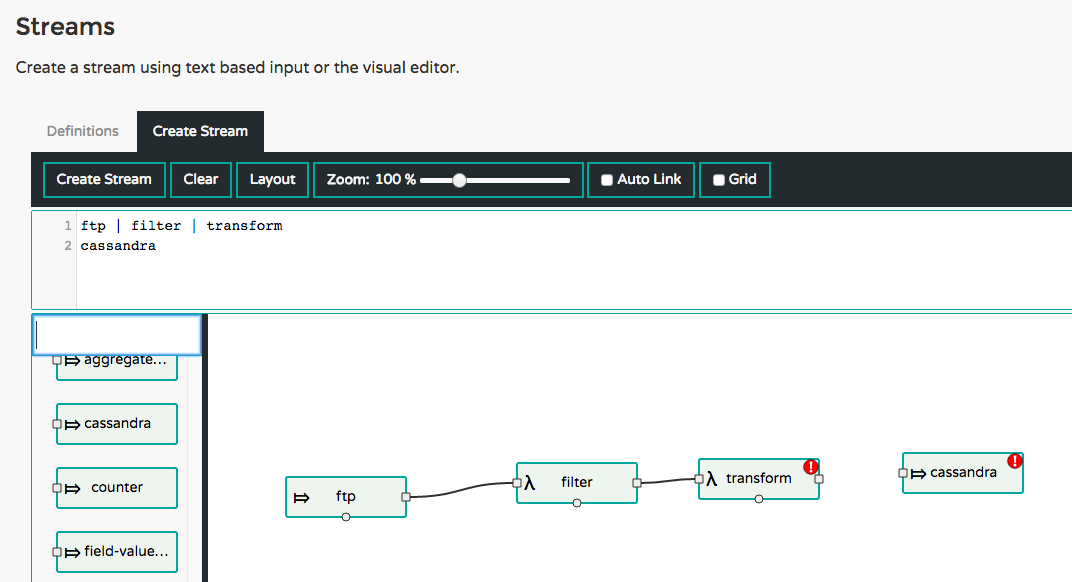 Streams
Create a stream using text based input or the visual editor.
Definitions Create Stream
Create Stream Clear Layout Zoom: 100 % Auto Link Grid
1 ftp | filter | transform
2 cassandra
aggregate...
cassandra
counter
field-value...
ftp
λ filter
λ transform !
cassandra !